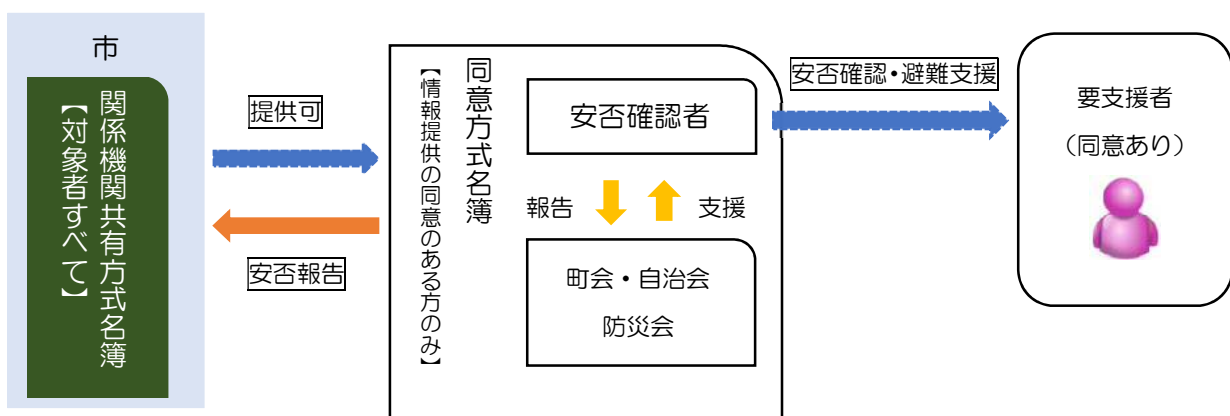 市
関係機関共有方式名簿
【対象者すべて】
提供可
安否報告
同意方式名簿
【情報提供の同意のある方のみ】
安否確認者
報告
支援
町会・自治会
防災会
安否確認・避難支援
要支援者
（同意あり）